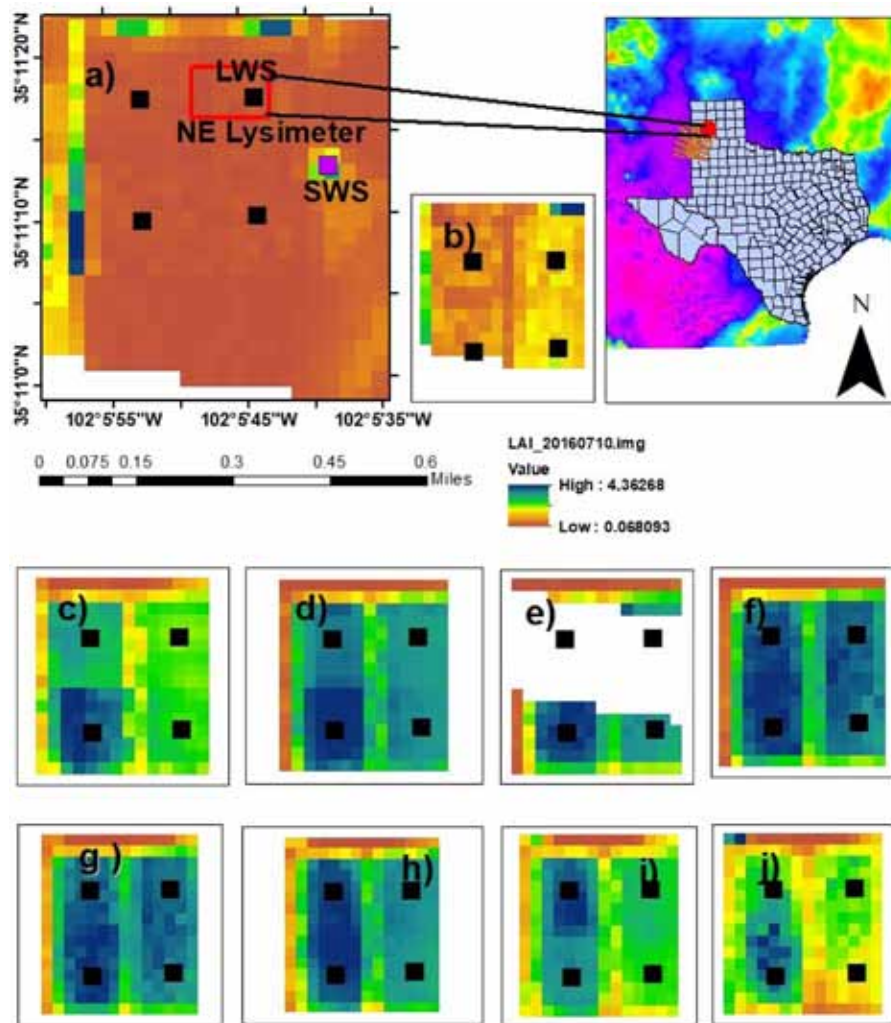 35°11'20"N
35°11'10"N
35°11'0"N
a)
LWS
NE Lysimeter
SWS
b)
N
102°5'55"W 102°5'45"W 102°5'35"W
0 0.075 0.15 0.3 0.45 0.6
Miles
LAI_20160710.img
Value
High : 4.36268
Low : 0.068093
c)
d)
e)
f)
g )
h)
i)
j)